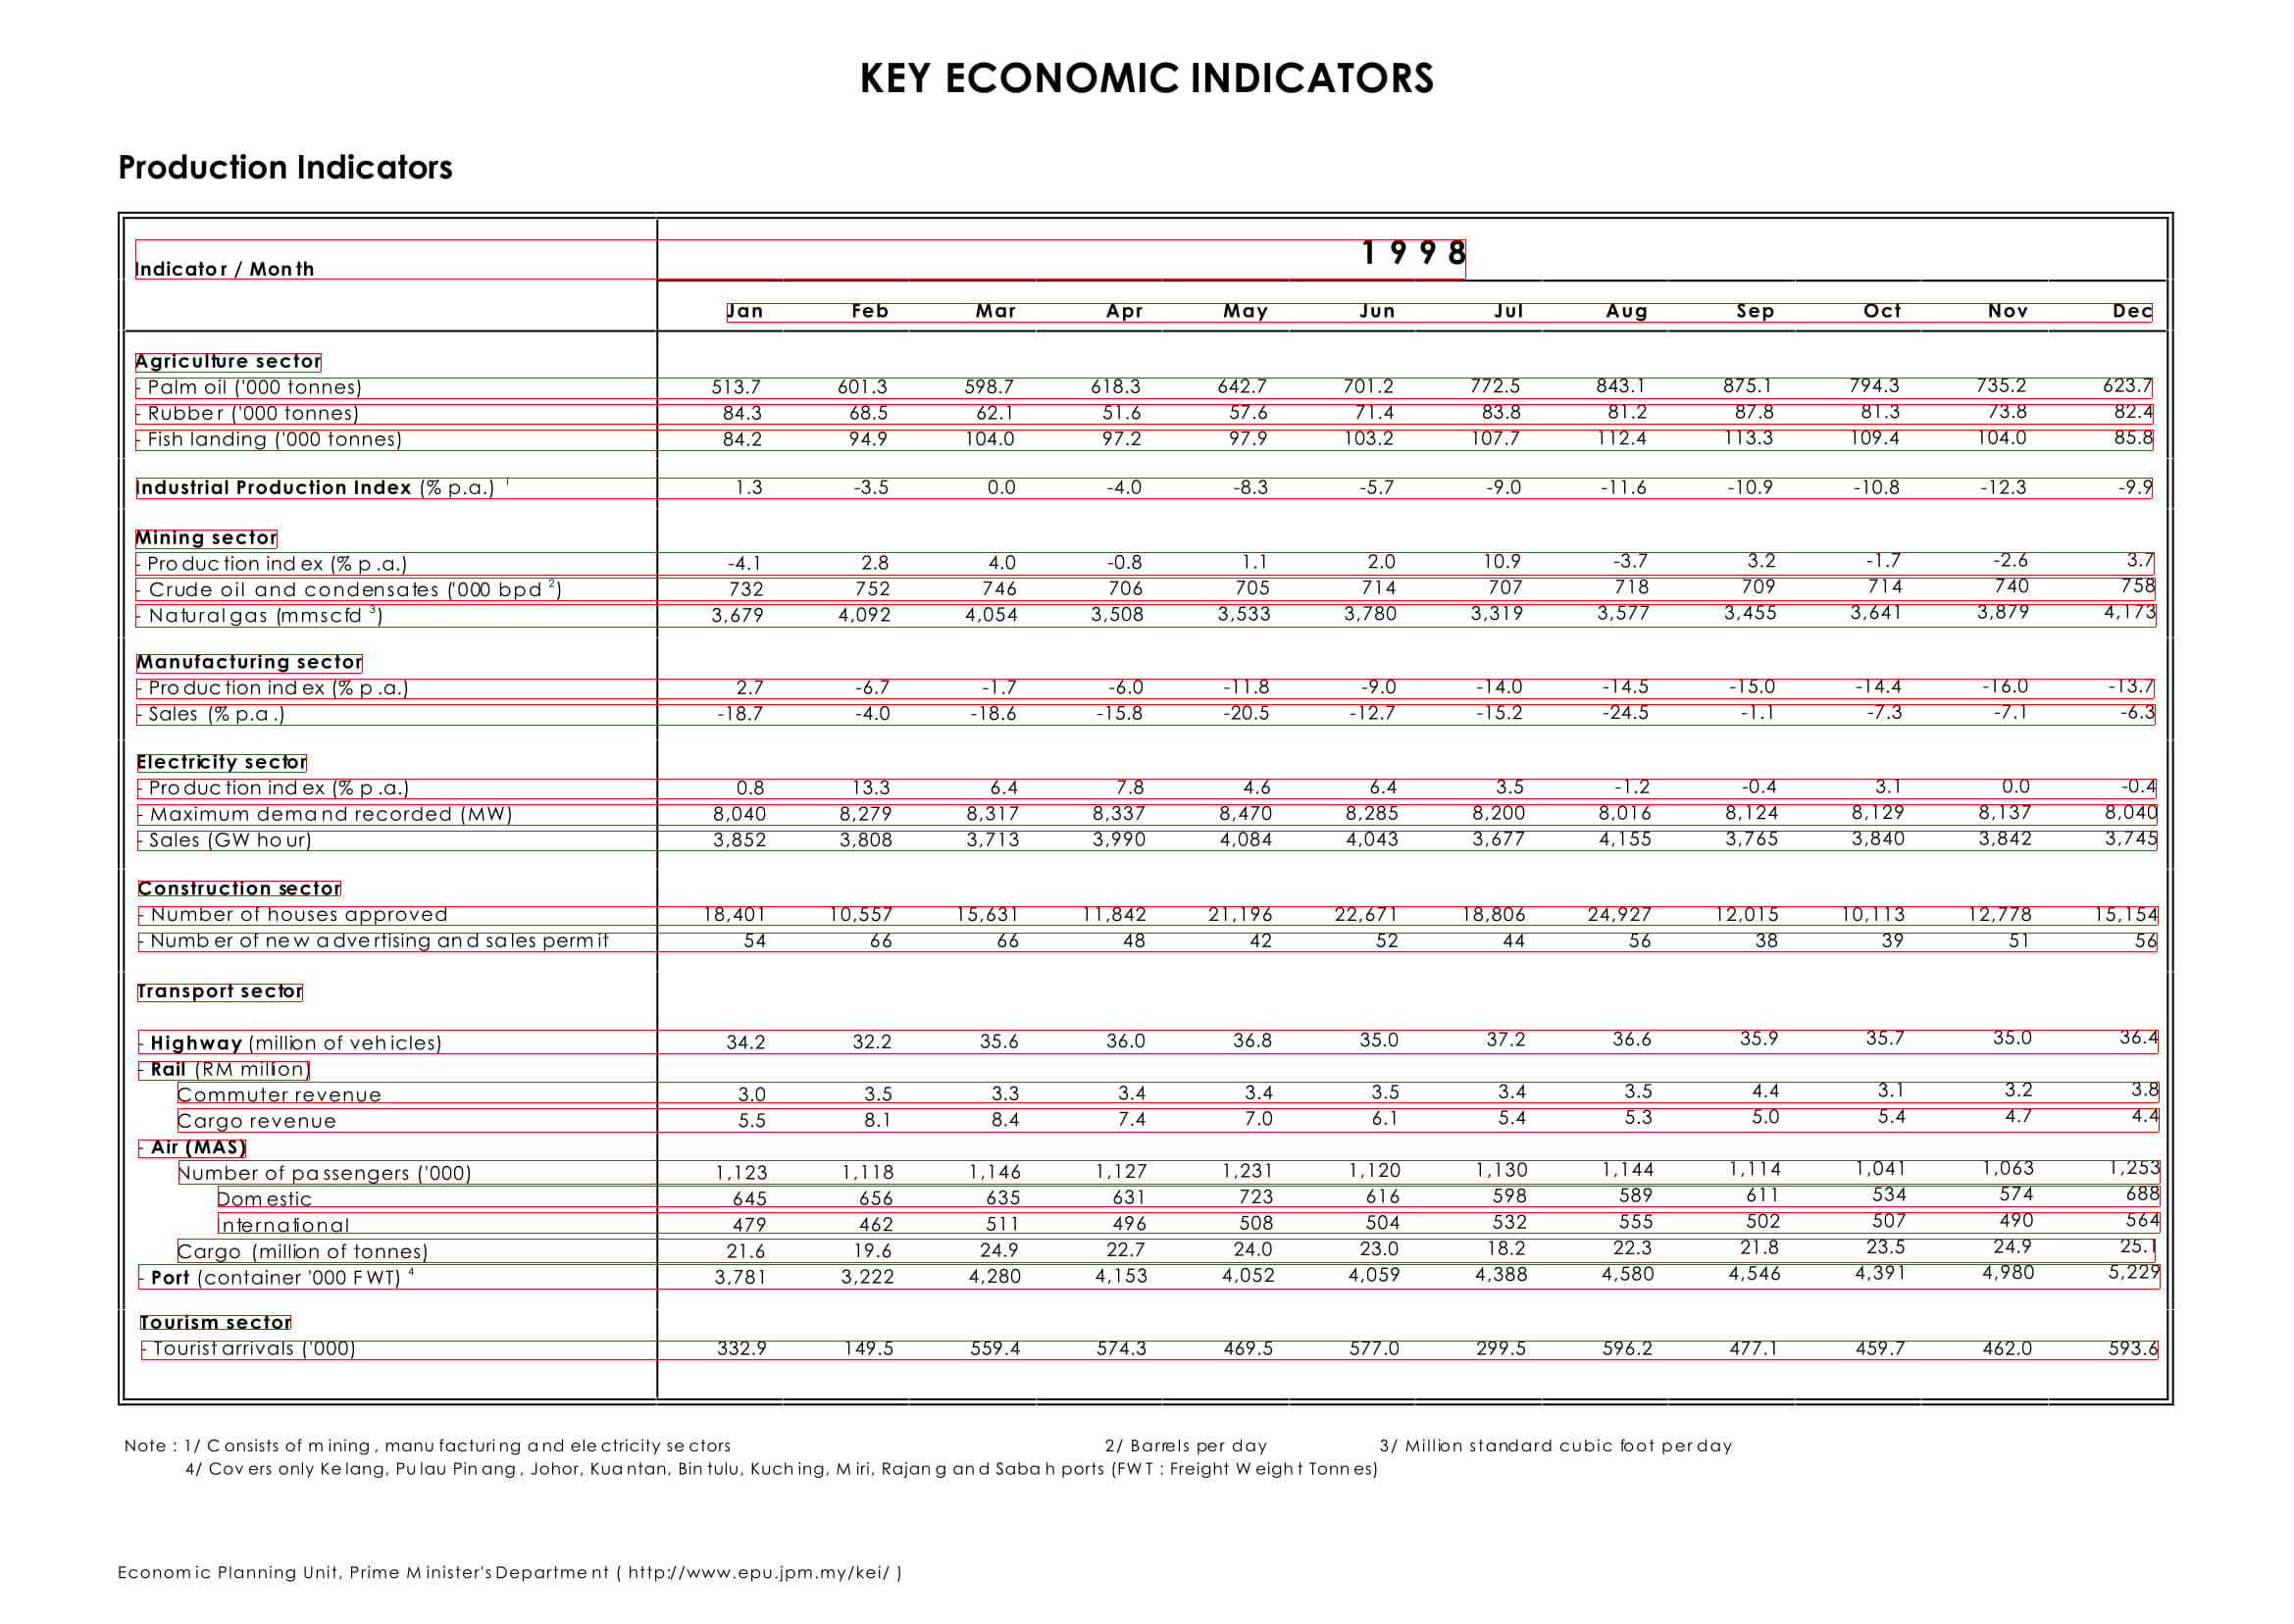 KEY ECONOMIC INDICATORS
Production Indicators
1 9 9 8
Indicator / Month
Jan Feb Mar Apr May Jun Jul Aug Sep Oct Nov Dec
Agriculture sector
- Palm oil ('000 tonnes) 513.7 601.3 598.7 618.3 642.7 701.2 772.5 843.1 875.1 794.3 735.2 623.7
- Rubber ('000 tonnes) 84.3 68.5 62.1 51.6 57.6 71.4 83.8 81.2 87.8 81.3 73.8 82.4
- Fish landing ('000 tonnes) 84.2 94.9 104.0 97.2 97.9 103.2 107.7 112.4 113.3 109.4 104.0 85.8
Industrial Production Index (% p.a.) 1 1.3 -3.5 0.0 -4.0 -8.3 -5.7 -9.0 -11.6 -10.9 -10.8 -12.3 -9.9
Mining sector
- Production index (% p.a.) -4.1 2.8 4.0 -0.8 1.1 2.0 10.9 -3.7 3.2 -1.7 -2.6 3.7
- Crude oil and condensates ('000 bpd 2) 732 752 746 706 705 714 707 718 709 714 740 758
- Natural gas (mmscfd 3) 3,679 4,092 4,054 3,508 3,533 3,780 3,319 3,577 3,455 3,641 3,879 4,173
Manufacturing sector
- Production index (% p.a.) 2.7 -6.7 -1.7 -6.0 -11.8 -9.0 -14.0 -14.5 -15.0 -14.4 -16.0 -13.7
- Sales (% p.a.) -18.7 -4.0 -18.6 -15.8 -20.5 -12.7 -15.2 -24.5 -1.1 -7.3 -7.1 -6.3
Electricity sector
- Production index (% p.a.) 0.8 13.3 6.4 7.8 4.6 6.4 3.5 -1.2 -0.4 3.1 0.0 -0.4
- Maximum demand recorded (MW) 8,040 8,279 8,317 8,337 8,470 8,285 8,200 8,016 8,124 8,129 8,137 8,040
- Sales (GW hour) 3,852 3,808 3,713 3,990 4,084 4,043 3,677 4,155 3,765 3,840 3,842 3,745
Construction sector
- Number of houses approved 18,401 10,557 15,631 11,842 21,196 22,671 18,806 24,927 12,015 10,113 12,778 15,154
- Number of new advertising and sales permit 54 66 66 48 42 52 44 56 38 39 51 56
Transport sector
- Highway (million of vehicles) 34.2 32.2 35.6 36.0 36.8 35.0 37.2 36.6 35.9 35.7 35.0 36.4
- Rail (RM million)
Commuter revenue 3.0 3.5 3.3 3.4 3.4 3.5 3.4 3.5 4.4 3.1 3.2 3.8
Cargo revenue 5.5 8.1 8.4 7.4 7.0 6.1 5.4 5.3 5.0 5.4 4.7 4.4
- Air (MAS)
Number of passengers ('000) 1,123 1,118 1,146 1,127 1,231 1,120 1,130 1,144 1,114 1,041 1,063 1,253
Domestic 645 656 635 631 723 616 598 589 611 534 574 688
International 479 462 511 496 508 504 532 555 502 507 490 564
Cargo (million of tonnes) 21.6 19.6 24.9 22.7 24.0 23.0 18.2 22.3 21.8 23.5 24.9 25.1
- Port (container '000 FWT) 4 3,781 3,222 4,280 4,153 4,052 4,059 4,388 4,580 4,546 4,391 4,980 5,229
Tourism sector
- Tourist arrivals ('000) 332.9 149.5 559.4 574.3 469.5 577.0 299.5 596.2 477.1 459.7 462.0 593.6
Note : 1/ Consists of mining, manufacturing and electricity sectors 2/ Barrels per day 3/ Million standard cubic foot per day
4/ Covers only Kelang, Pulau Pinang, Johor, Kuantan, Bintulu, Kuching, Miri, Rajang and Sabah ports (FWT : Freight Weight Tonnes)
Economic Planning Unit, Prime Minister's Department ( http://www.epu.jpm.my/kei/ )